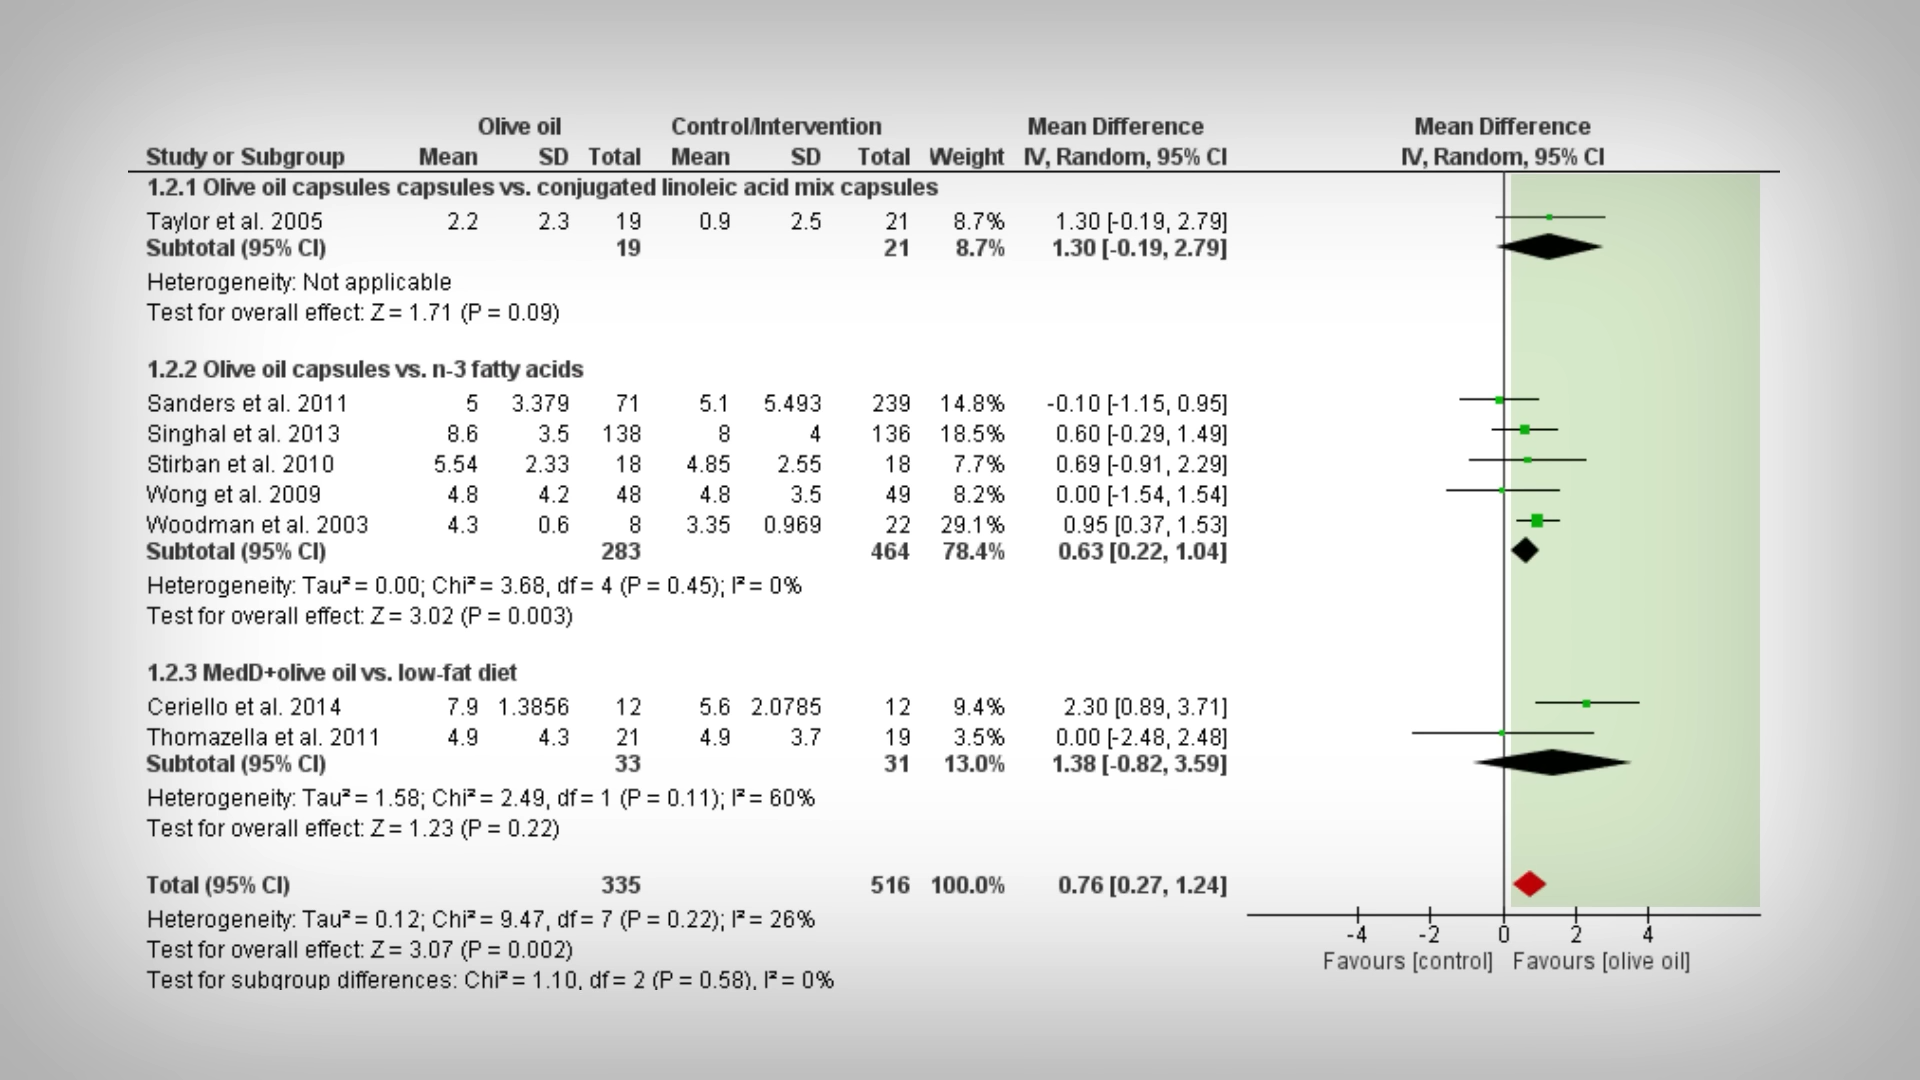 Olive oil Control/Intervention Mean Difference Mean Difference
Study or Subgroup Mean SD Total Mean SD Total Weight IV, Random, 95% CI IV, Random, 95% CI
1.2.1 Olive oil capsules capsules vs. conjugated linoleic acid mix capsules
Taylor et al. 2005 2.2 2.3 19 0.9 2.5 21 8.7% 1.30 [-0.19, 2.79]
Subtotal (95% CI) 19 21 8.7% 1.30 [-0.19, 2.79]
Heterogeneity: Not applicable
Test for overall effect: Z = 1.71 (P = 0.09)
1.2.2 Olive oil capsules vs. n-3 fatty acids
Sanders et al. 2011 5 3.379 71 5.1 5.493 239 14.8% -0.10 [-1.15, 0.95]
Singhal et al. 2013 8.6 3.5 138 8 4 136 18.5% 0.60 [-0.29, 1.49]
Stirban et al. 2010 5.54 2.33 18 4.85 2.55 18 7.7% 0.69 [-0.91, 2.29]
Wong et al. 2009 4.8 4.2 48 4.8 3.5 49 8.2% 0.00 [-1.54, 1.54]
Woodman et al. 2003 4.3 0.6 8 3.35 0.969 22 29.1% 0.95 [0.37, 1.53]
Subtotal (95% CI) 283 464 78.4% 0.63 [0.22, 1.04]
Heterogeneity: Tau² = 0.00; Chi² = 3.68, df = 4 (P = 0.45); I² = 0%
Test for overall effect: Z = 3.02 (P = 0.003)
1.2.3 MedD+olive oil vs. low-fat diet
Ceriello et al. 2014 7.9 1.3856 12 5.6 2.0785 12 9.4% 2.30 [0.89, 3.71]
Thomazella et al. 2011 4.9 4.3 21 4.9 3.7 19 3.5% 0.00 [-2.48, 2.48]
Subtotal (95% CI) 33 31 13.0% 1.38 [-0.82, 3.59]
Heterogeneity: Tau² = 1.58; Chi² = 2.49, df = 1 (P = 0.11); I² = 60%
Test for overall effect: Z = 1.23 (P = 0.22)
Total (95% CI) 335 516 100.0% 0.76 [0.27, 1.24]
Heterogeneity: Tau² = 0.12; Chi² = 9.47, df = 7 (P = 0.22); I² = 26%
Test for overall effect: Z = 3.07 (P = 0.002)
Test for subgroup differences: Chi² = 1.10, df = 2 (P = 0.58), I² = 0%
-4 -2 0 2 4
Favours [control] Favours [olive oil]